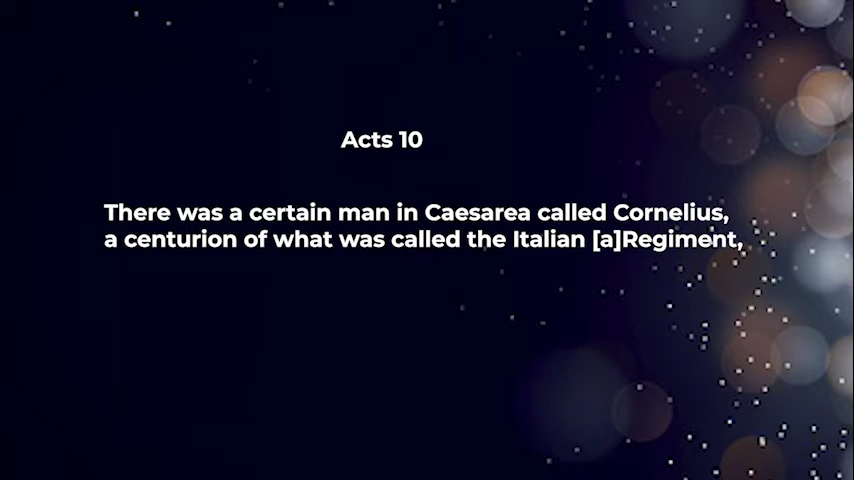 Acts 10
There was a certain man in Caesarea called Cornelius,
a centurion of what was called the Italian [a]Regiment,